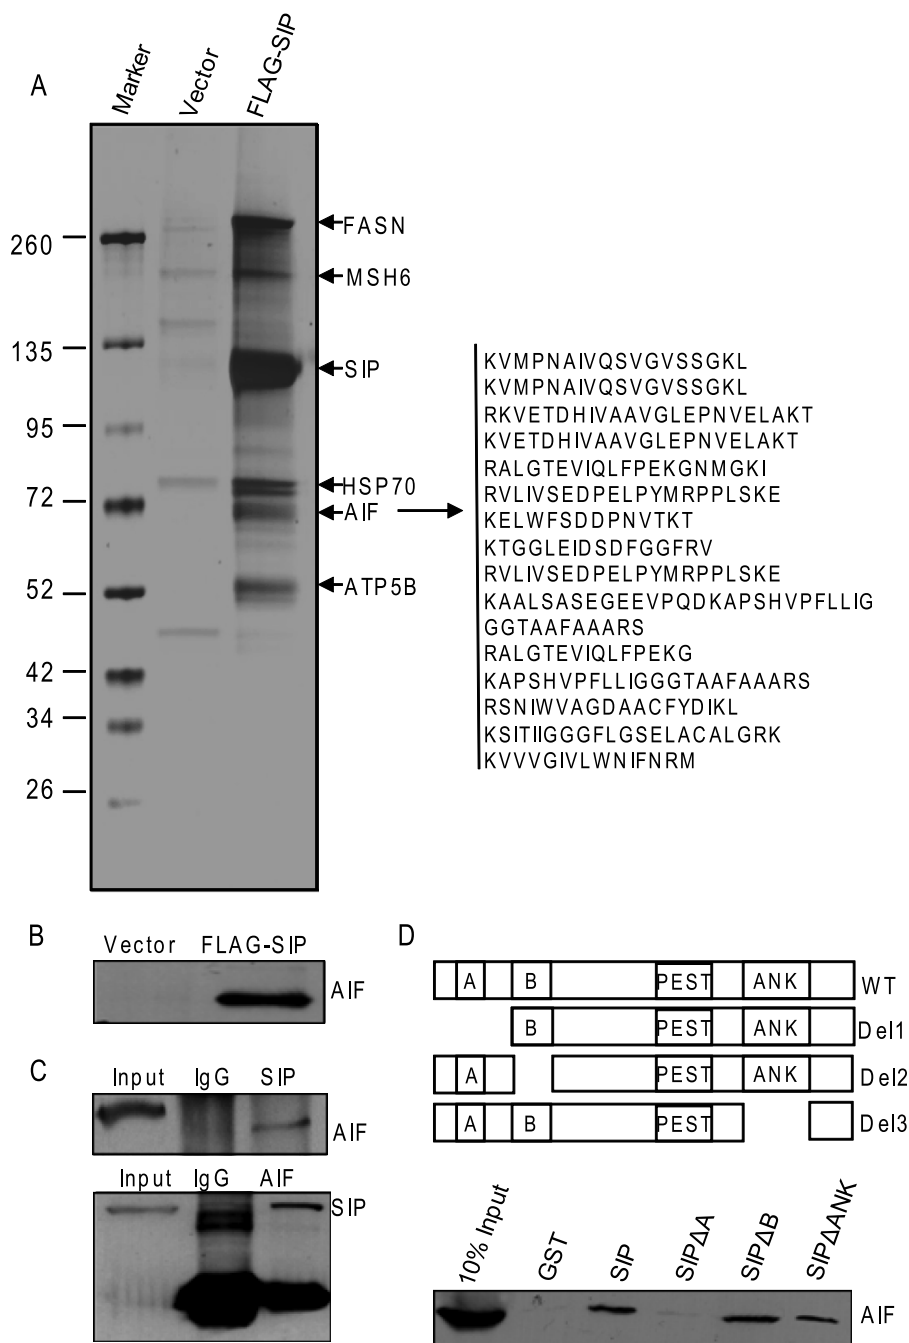 A
Marker
Vector
FLAG-SIP
260
135
95
72
52
42
34
26
FASN
MSH6
SIP
HSP70
AIF
ATP5B
KVMPNAIVQSVGVSSGKL
KVMPNAIVQSVGVSSGKL
RKVETDHIVAAVGLEPNVELAKT
KVETDHIVAAVGLEPNVELAKT
RALGTEVIQLFPEKGNMGKI
RVLIVSEDPELPYMRPPLSKE
KELWFSDDPNVTKT
KTGGLEIDSDFGGFRV
RVLIVSEDPELPYMRPPLSKE
KAALSASEGEEVPQDKAPSHVPFLLIG
GGTAAFAAARS
RALGTEVIQLFPEKG
KAPSHVPFLLIGGGTAAFAAARS
RSNIWVAGDAACFYDIKL
KSITIIGGGFLGSELACALGRK
KVVVGIVLWNIFNRM
B
Vector FLAG-SIP
AIF
C
Input IgG SIP
AIF
Input IgG AIF
SIP
D
A B PEST ANK WT
B PEST ANK Del1
A PEST ANK Del2
A B PEST Del3
10% Input
GST
SIP
SIPΔA
SIPΔB
SIPΔANK
AIF